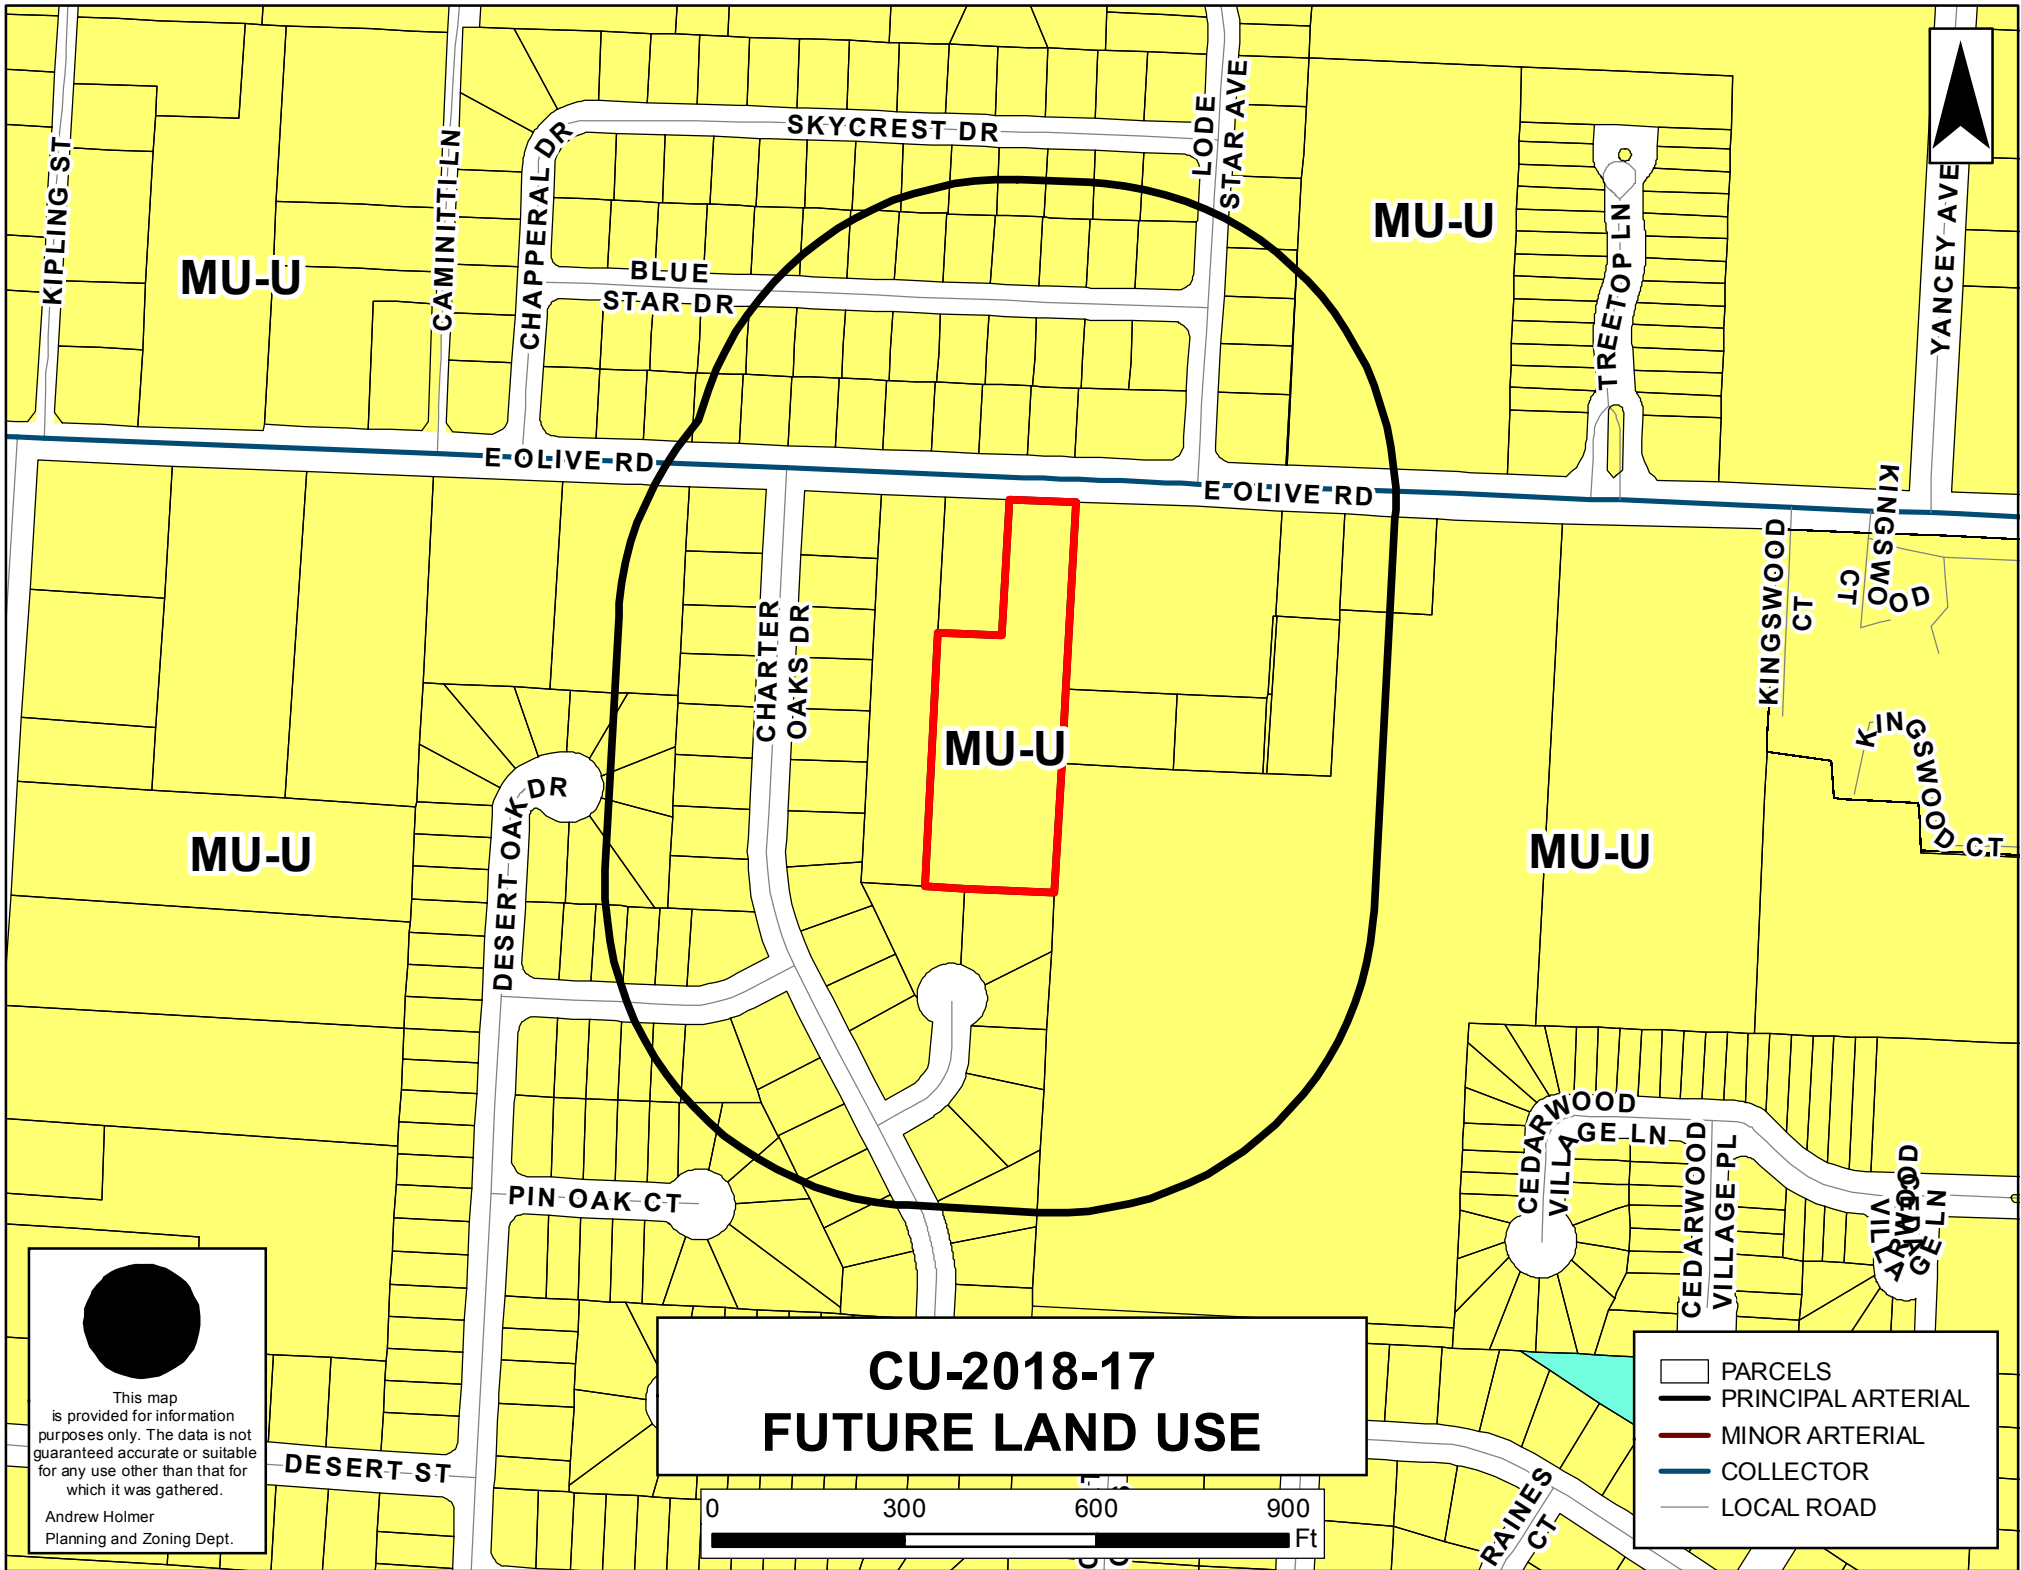 SKYCREST DR
LODE
STAR AVE
KIPLING ST
CAMINITI LN
CHAPPERAL DR
MU-U
MU-U
TREETOP LN
YANCEY AVE
BLUE
STAR DR
E OLIVE RD
E OLIVE RD
KINGSWOOD
CT
KINGSWOOD
CT
KINGSWOOD CT
CHARTER
OAKS DR
MU-U
DESERT OAK DR
MU-U
MU-U
PIN OAK CT
CEDARWOOD
VILLAGE LN
CEDARWOOD
VILLAGE PL
CEDARWOOD
VILLAGE LN
DESERT ST
RAINES
CT
This map
is provided for information
purposes only. The data is not
guaranteed accurate or suitable
for any use other than that for
which it was gathered.
Andrew Holmer
Planning and Zoning Dept.
CU-2018-17
FUTURE LAND USE
0 300 600 900
Ft
PARCELS
PRINCIPAL ARTERIAL
MINOR ARTERIAL
COLLECTOR
LOCAL ROAD